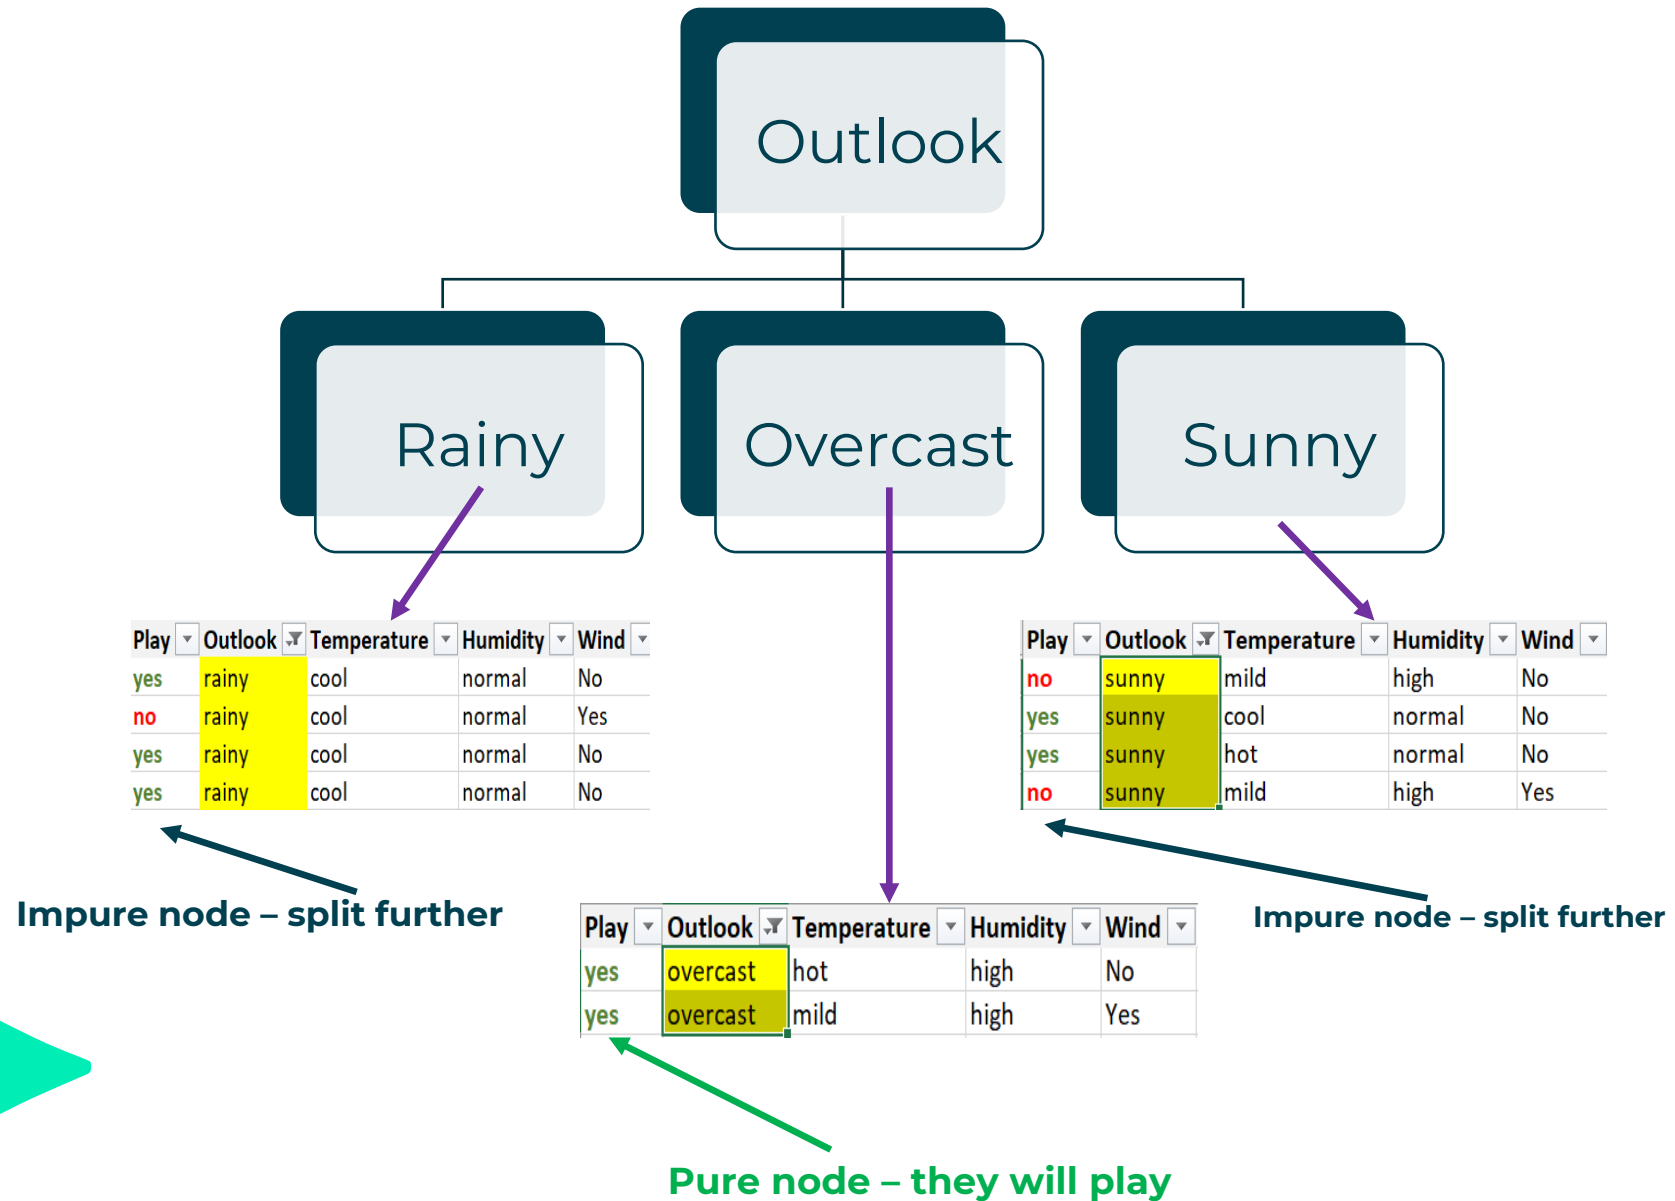 Outlook
Rainy
Overcast
Sunny
Play Outlook Temperature Humidity Wind
yes rainy cool normal No
no rainy cool normal Yes
yes rainy cool normal No
yes rainy cool normal No
Impure node – split further
Play Outlook Temperature Humidity Wind
yes overcast hot high No
yes overcast mild high Yes
Pure node – they will play
Play Outlook Temperature Humidity Wind
no sunny mild high No
yes sunny cool normal No
yes sunny hot normal No
no sunny mild high Yes
Impure node – split further